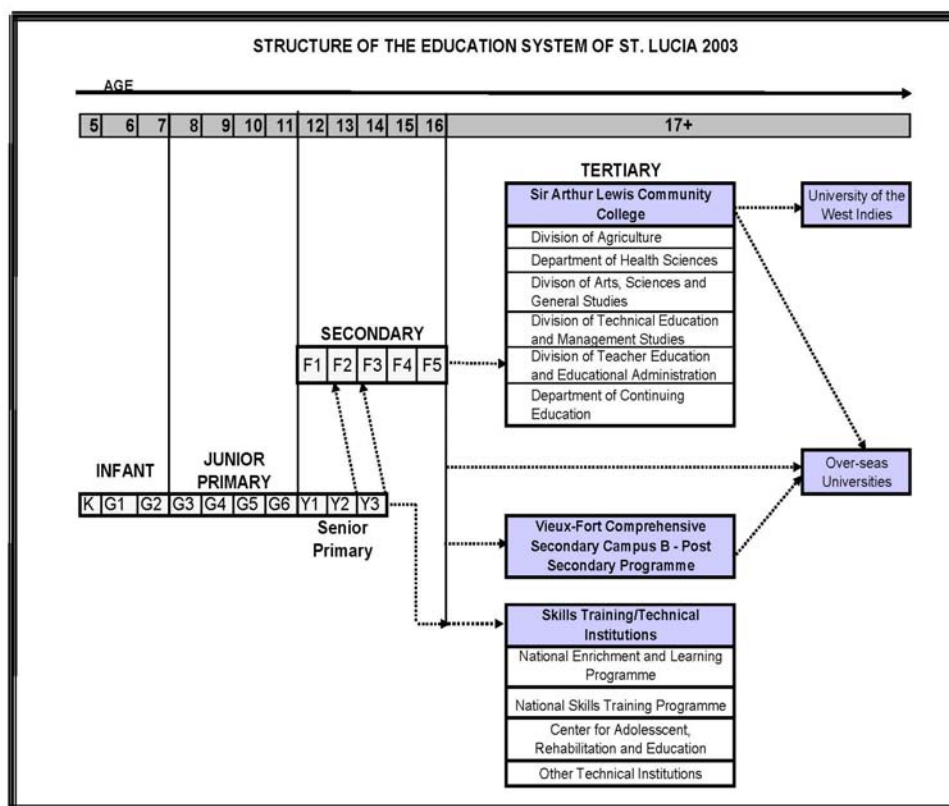 STRUCTURE OF THE EDUCATION SYSTEM OF ST. LUCIA 2003
AGE
5 6 7 8 9 10 11 12 13 14 15 16 17+
TERTIARY
Sir Arthur Lewis Community
College
Division of Agriculture
Department of Health Sciences
Divison of Arts, Sciences and
General Studies
Division of Technical Education
and Management Studies
Division of Teacher Education
and Educational Administration
Department of Continuing
Education
University of the
West Indies
SECONDARY
F1 F2 F3 F4 F5
INFANT
JUNIOR
PRIMARY
K G1 G2 G3 G4 G5 G6 Y1 Y2 Y3
Senior
Primary
Over-seas
Universities
Vieux-Fort Comprehensive
Secondary Campus B - Post
Secondary Programme
Skills Training/Technical
Institutions
National Enrichment and Learning
Programme
National Skills Training Programme
Center for Adolesscent,
Rehabilitation and Education
Other Technical Institutions